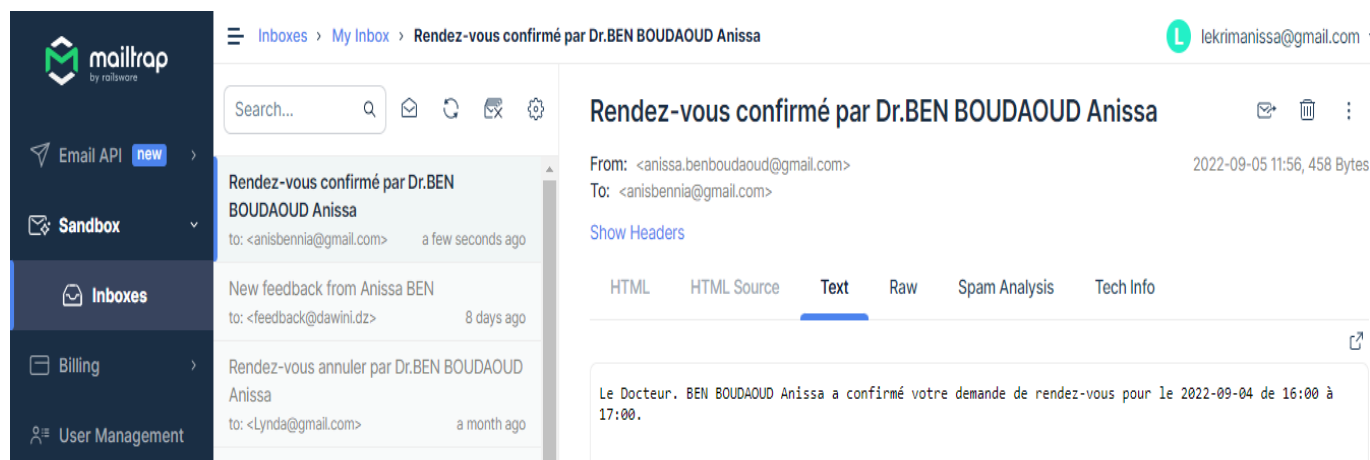 mailtrap
by railsware
Email API new
Sandbox
Inboxes
Billing
User Management
Inboxes › My Inbox › Rendez-vous confirmé par Dr.BEN BOUDAOUD Anissa
L lekrimanissa@gmail.com
Search...
Rendez-vous confirmé par Dr.BEN
BOUDAOUD Anissa
to: <anisbennia@gmail.com> a few seconds ago
New feedback from Anissa BEN
to: <feedback@dawini.dz> 8 days ago
Rendez-vous annuler par Dr.BEN BOUDAOUD
Anissa
to: <Lynda@gmail.com> a month ago
Rendez-vous confirmé par Dr.BEN BOUDAOUD Anissa
From: <anissa.benboudaoud@gmail.com> 2022-09-05 11:56, 458 Bytes
To: <anisbennia@gmail.com>
Show Headers
HTML HTML Source Text Raw Spam Analysis Tech Info
Le Docteur. BEN BOUDAOUD Anissa a confirmé votre demande de rendez-vous pour le 2022-09-04 de 16:00 à
17:00.